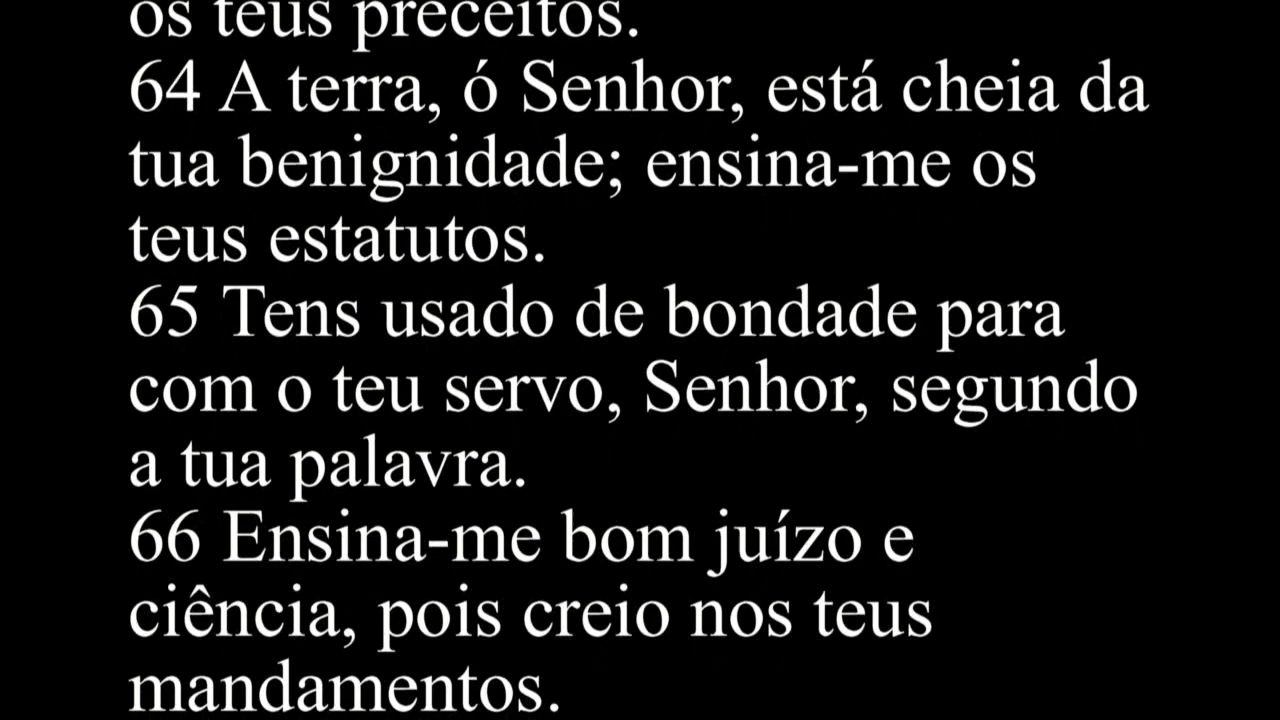 os teus preceitos.
64 A terra, ó Senhor, está cheia da
tua benignidade; ensina-me os
teus estatutos.
65 Tens usado de bondade para
com o teu servo, Senhor, segundo
a tua palavra.
66 Ensina-me bom juízo e
ciência, pois creio nos teus
mandamentos.